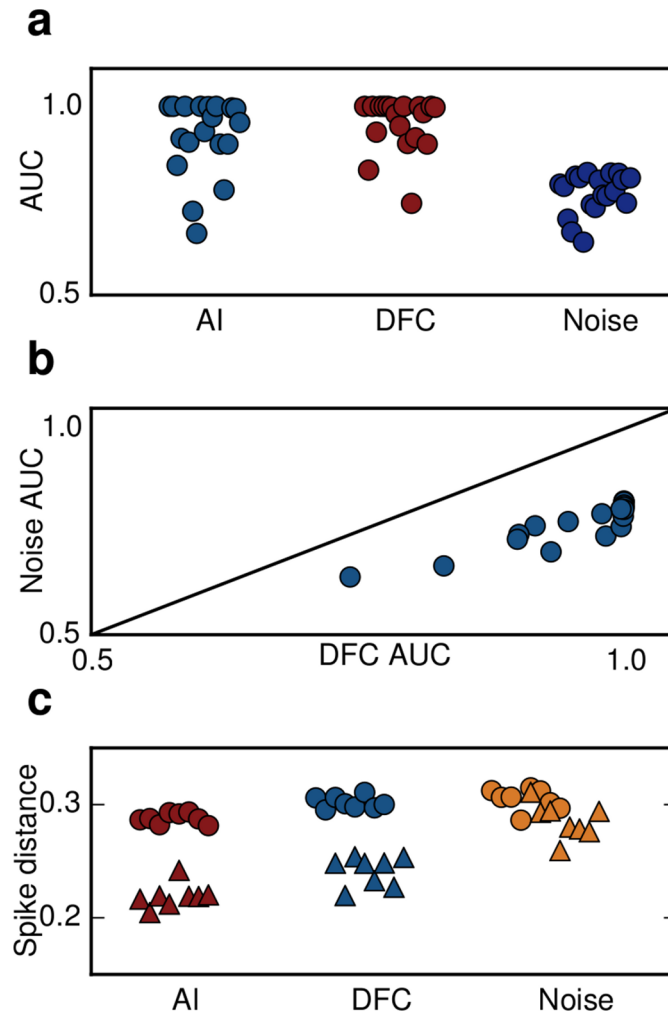 a
1.0
AUC
0.5
AI DFC Noise
b
1.0
Noise AUC
0.5
0.5 DFC AUC 1.0
c
0.3
Spike distance
0.2
AI DFC Noise